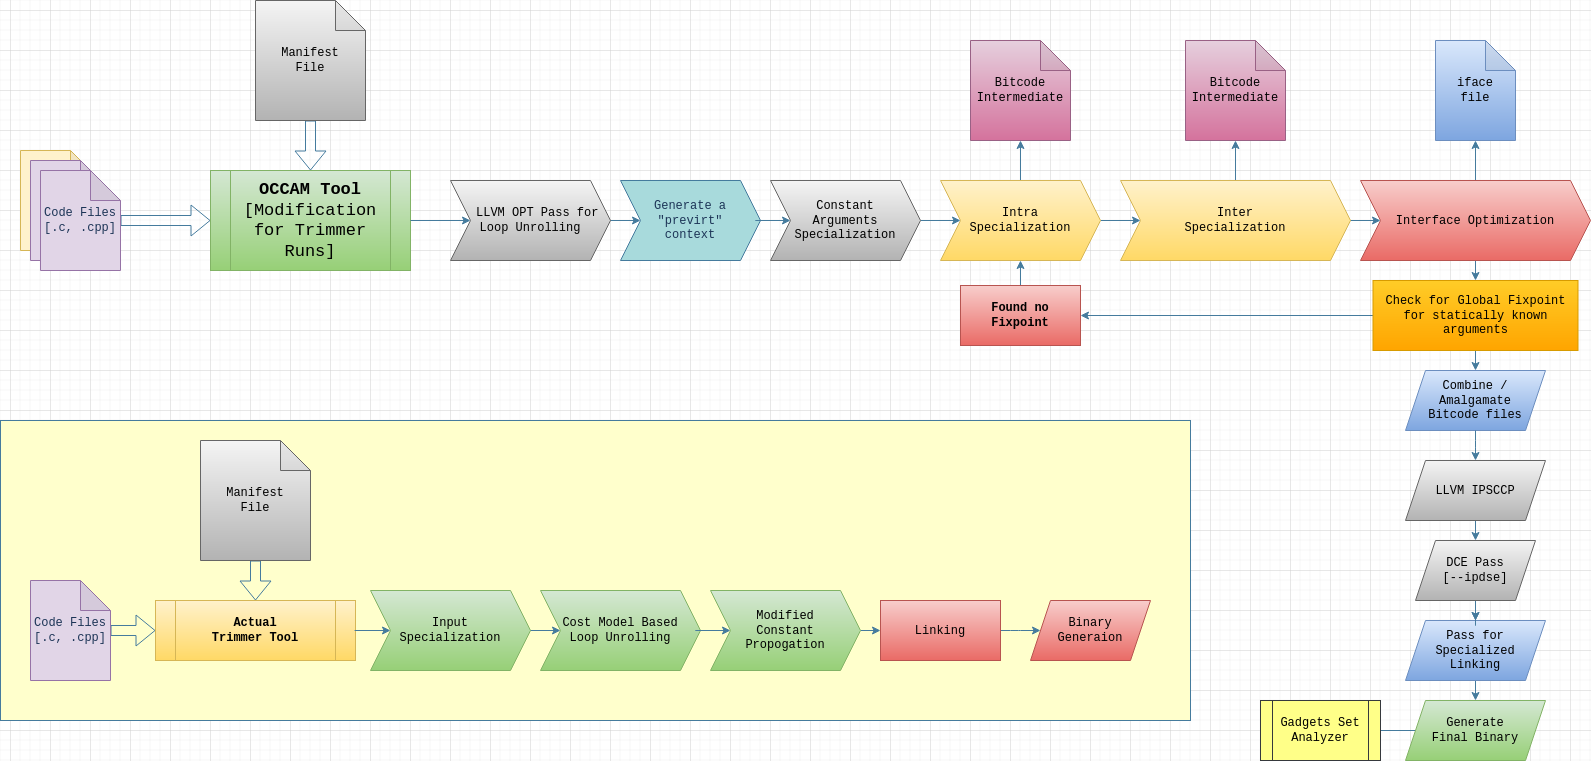 Manifest
File
Code Files
[.c, .cpp]
OCCAM Tool
[Modification
for Trimmer
Runs]
LLVM OPT Pass for
Loop Unrolling
Generate a
"previrt"
context
Constant
Arguments
Specialization
Bitcode
Intermediate
Intra
Specialization
Bitcode
Intermediate
Inter
Specialization
iface
file
Interface Optimization
Found no
Fixpoint
Check for Global Fixpoint
for statically known
arguments
Combine /
Amalgamate
Bitcode files
LLVM IPSCCP
DCE Pass
[--ipdse]
Pass for
Specialized
Linking
Generate
Final Binary
Gadgets Set
Analyzer
Manifest
File
Code Files
[.c, .cpp]
Actual
Trimmer Tool
Input
Specialization
Cost Model Based
Loop Unrolling
Modified
Constant
Propogation
Linking
Binary
Generaion